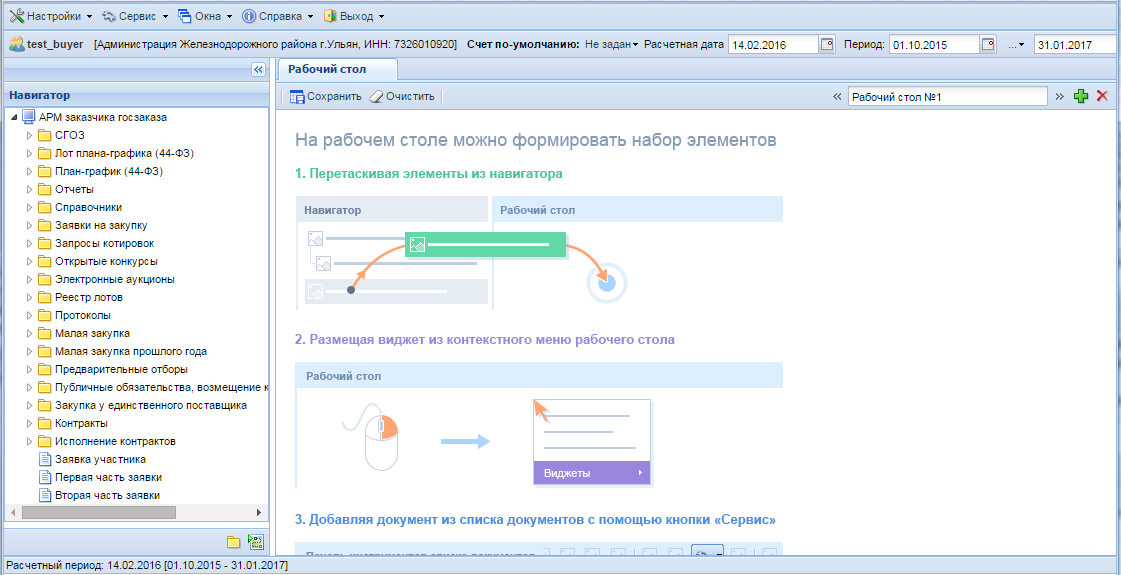 Настройки Сервис Окна Справка Выход
test_buyer [Администрация Железнодорожного района г.Ульян, ИНН: 7326010920] Счет по-умолчанию: Не задан Расчетная дата 14.02.2016 Период: 01.10.2015 ... 31.01.2017
Навигатор
АРМ заказчика госзаказа
СГОЗ
Лот плана-графика (44-ФЗ)
План-график (44-ФЗ)
Отчеты
Справочники
Заявки на закупку
Запросы котировок
Открытые конкурсы
Электронные аукционы
Реестр лотов
Протоколы
Малая закупка
Малая закупка прошлого года
Предварительные отборы
Публичные обязательства, возмещение к
Закупка у единственного поставщика
Контракты
Исполнение контрактов
Заявка участника
Первая часть заявки
Вторая часть заявки
Рабочий стол
Сохранить Очистить « Рабочий стол №1 »
На рабочем столе можно формировать набор элементов
1. Перетаскивая элементы из навигатора
Навигатор Рабочий стол
2. Размещая виджет из контекстного меню рабочего стола
Рабочий стол
Виджеты
3. Добавляя документ из списка документов с помощью кнопки «Сервис»
Панель инструментов списка документов
Расчетный период: 14.02.2016 [01.10.2015 - 31.01.2017]